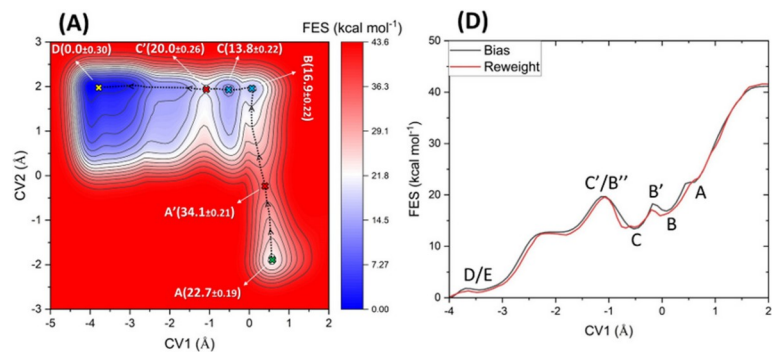 (A)
FES (kcal mol⁻¹)
D(0.0±0.30)
C'(20.0±0.26)
C(13.8±0.22)
B(16.9±0.22)
A'(34.1±0.21)
A(22.7±0.19)
3
2
1
0
-1
-2
-3
CV2 (Å)
-5 -4 -3 -2 -1 0 1 2
CV1 (Å)
43.6
36.3
29.1
21.8
14.5
7.27
0.00
(D)
Bias
Reweight
50
40
30
20
10
0
FES (kcal mol⁻¹)
C'/B''
B'
A
B
C
D/E
-4 -3 -2 -1 0 1 2
CV1 (Å)